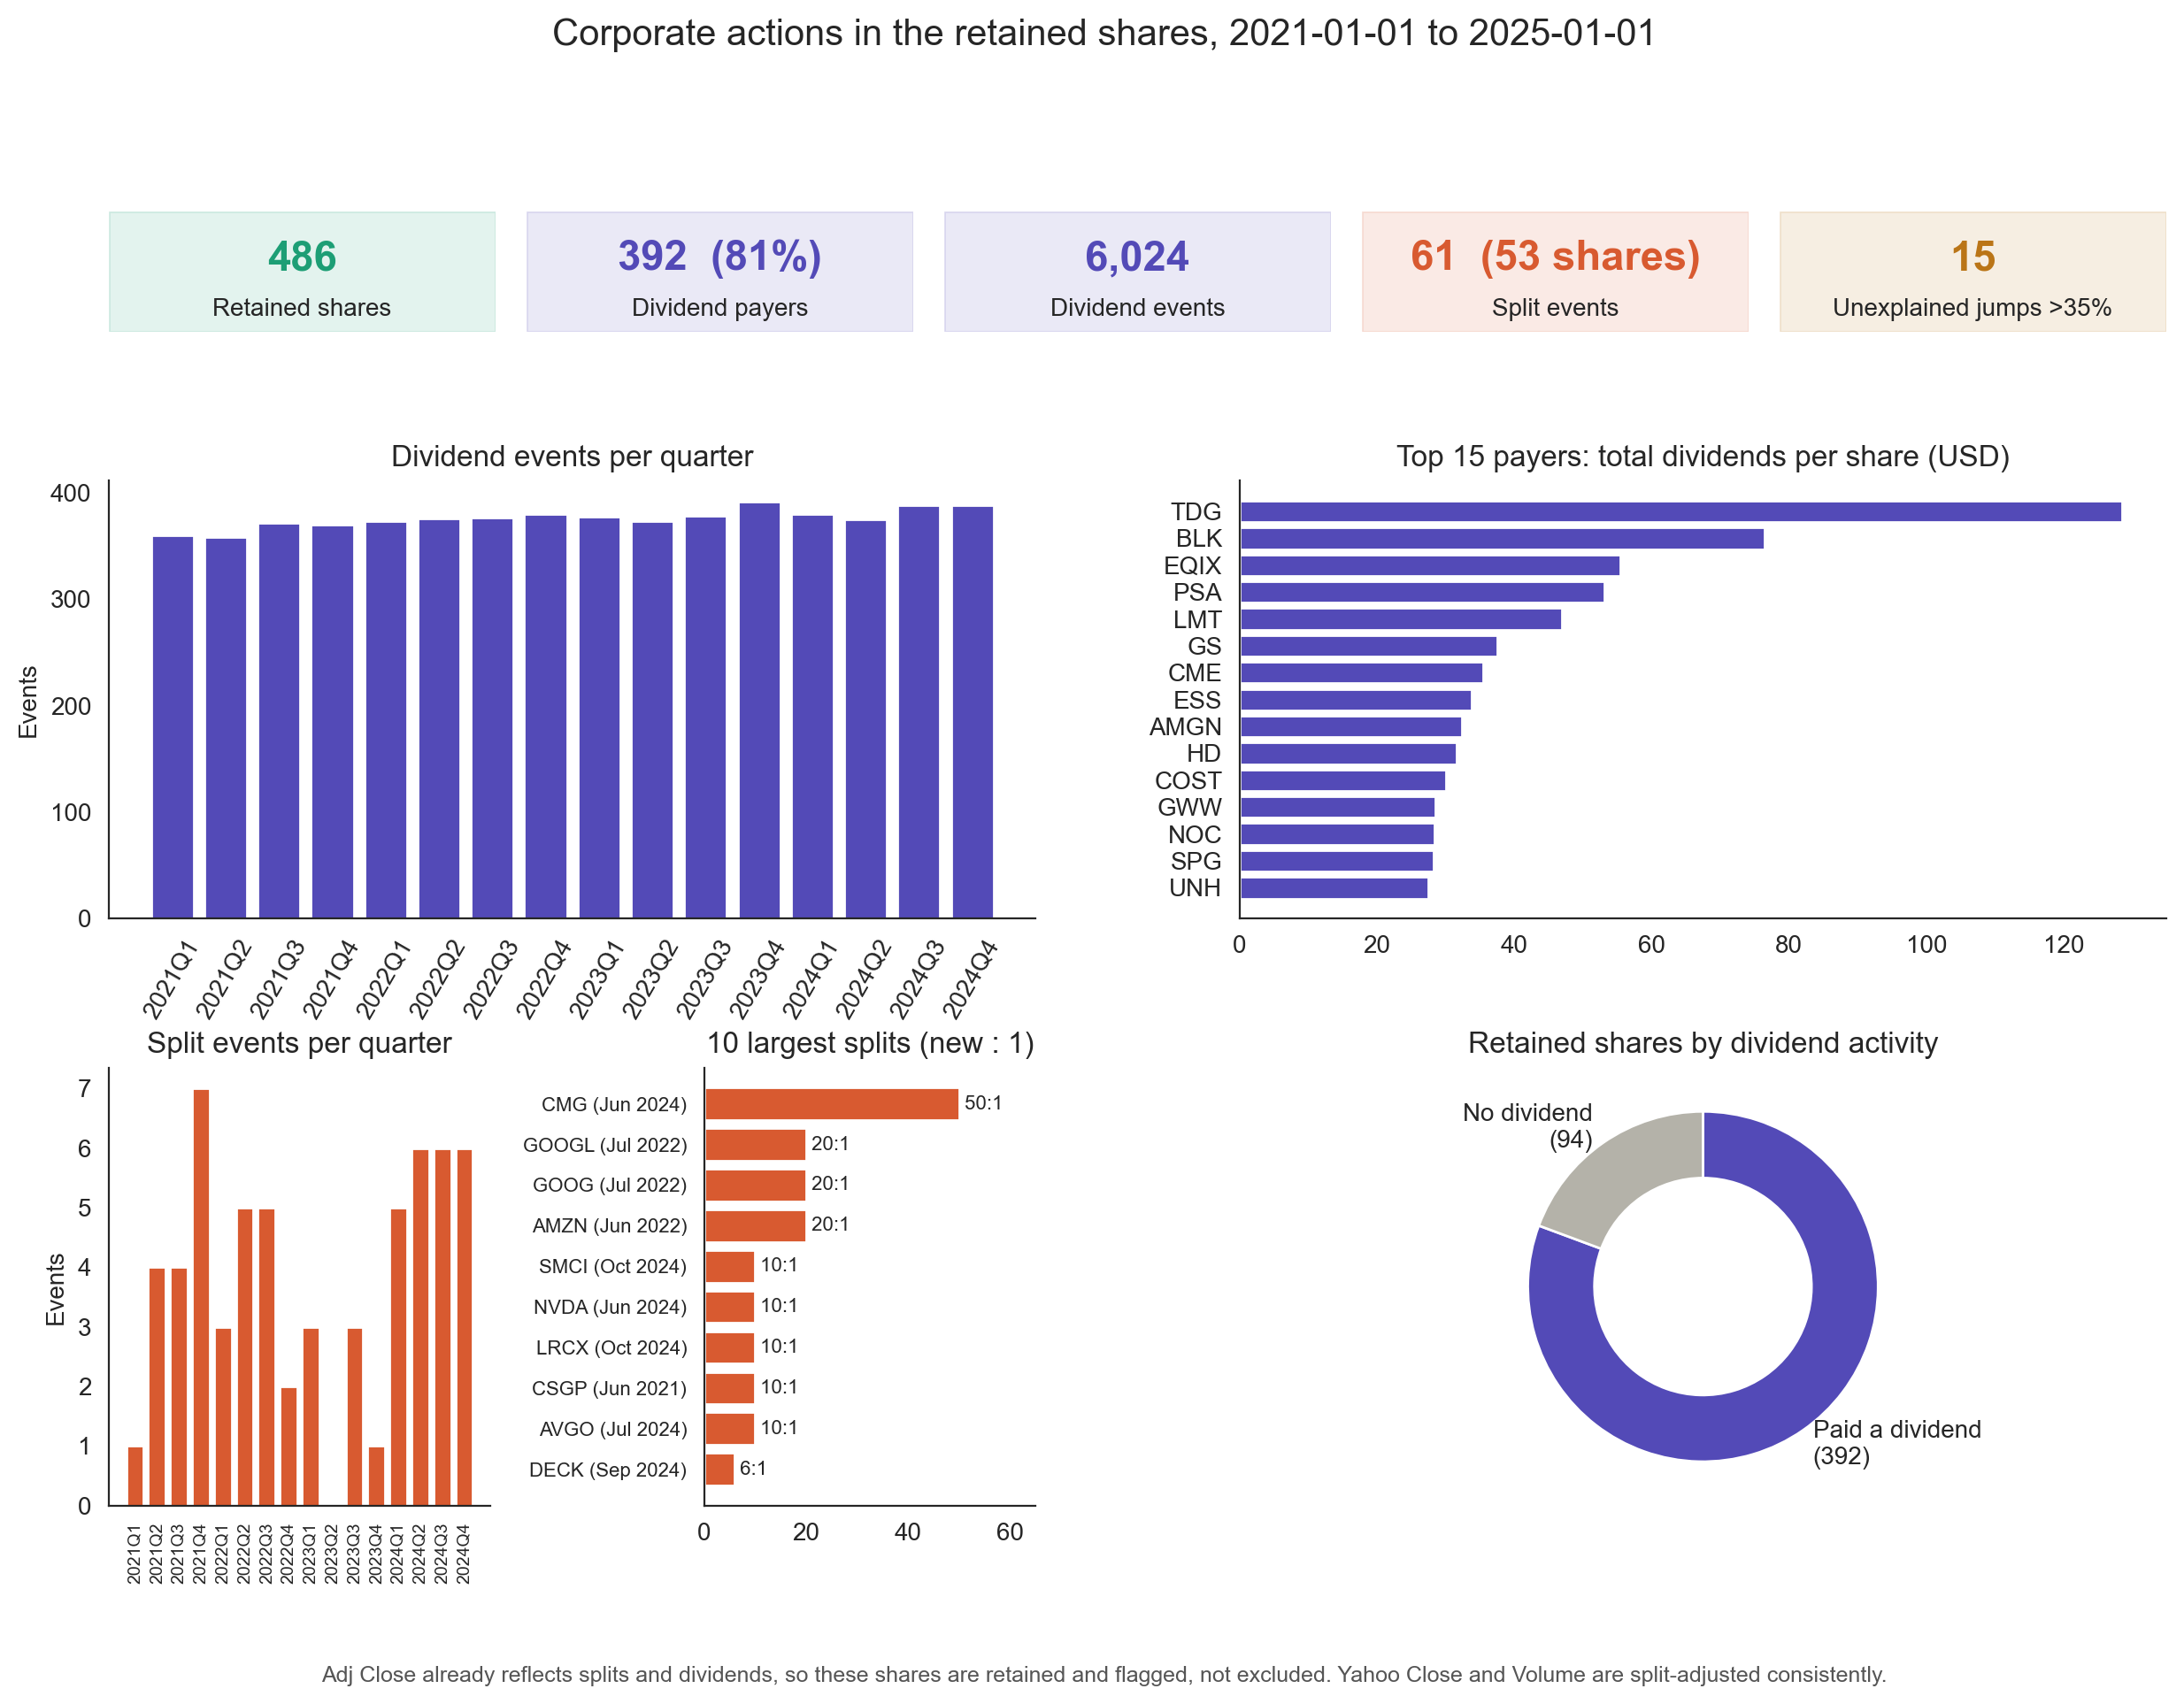 Corporate actions in the retained shares, 2021-01-01 to 2025-01-01
486
Retained shares
392 (81%)
Dividend payers
6,024
Dividend events
61 (53 shares)
Split events
15
Unexplained jumps >35%
Dividend events per quarter
Events
400
300
200
100
0
2021Q1
2021Q2
2021Q3
2021Q4
2022Q1
2022Q2
2022Q3
2022Q4
2023Q1
2023Q2
2023Q3
2023Q4
2024Q1
2024Q2
2024Q3
2024Q4
Top 15 payers: total dividends per share (USD)
TDG
BLK
EQIX
PSA
LMT
GS
CME
ESS
AMGN
HD
COST
GWW
NOC
SPG
UNH
0 20 40 60 80 100 120
Split events per quarter
Events
7
6
5
4
3
2
1
0
2021Q1
2021Q2
2021Q3
2021Q4
2022Q1
2022Q2
2022Q3
2022Q4
2023Q1
2023Q2
2023Q3
2023Q4
2024Q1
2024Q2
2024Q3
2024Q4
10 largest splits (new : 1)
CMG (Jun 2024) 50:1
GOOGL (Jul 2022) 20:1
GOOG (Jul 2022) 20:1
AMZN (Jun 2022) 20:1
SMCI (Oct 2024) 10:1
NVDA (Jun 2024) 10:1
LRCX (Oct 2024) 10:1
CSGP (Jun 2021) 10:1
AVGO (Jul 2024) 10:1
DECK (Sep 2024) 6:1
0 20 40 60
Retained shares by dividend activity
No dividend
(94)
Paid a dividend
(392)
Adj Close already reflects splits and dividends, so these shares are retained and flagged, not excluded. Yahoo Close and Volume are split-adjusted consistently.